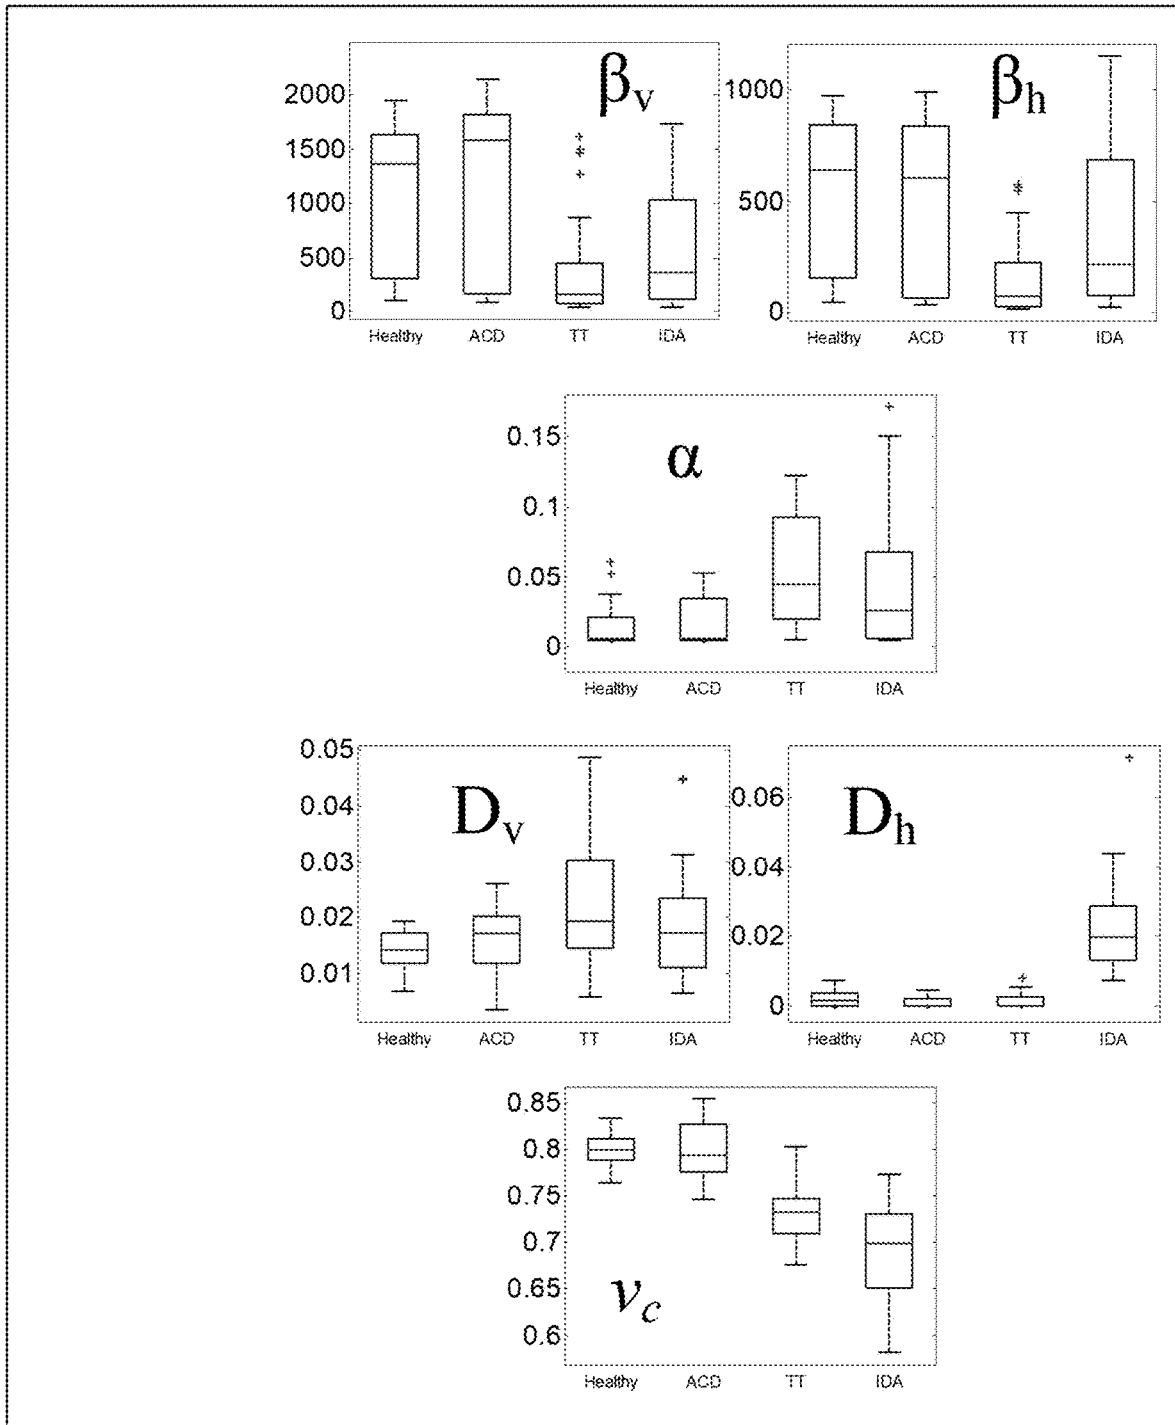 βv
2000
1500
1000
500
0
Healthy ACD TT IDA
βh
1000
500
0
Healthy ACD TT IDA
α
0.15
0.1
0.05
0
Healthy ACD TT IDA
Dv
0.05
0.04
0.03
0.02
0.01
Healthy ACD TT IDA
Dh
0.06
0.04
0.02
0
Healthy ACD TT IDA
0.85
0.8
0.75
0.7
0.65
0.6
vc
Healthy ACD TT IDA